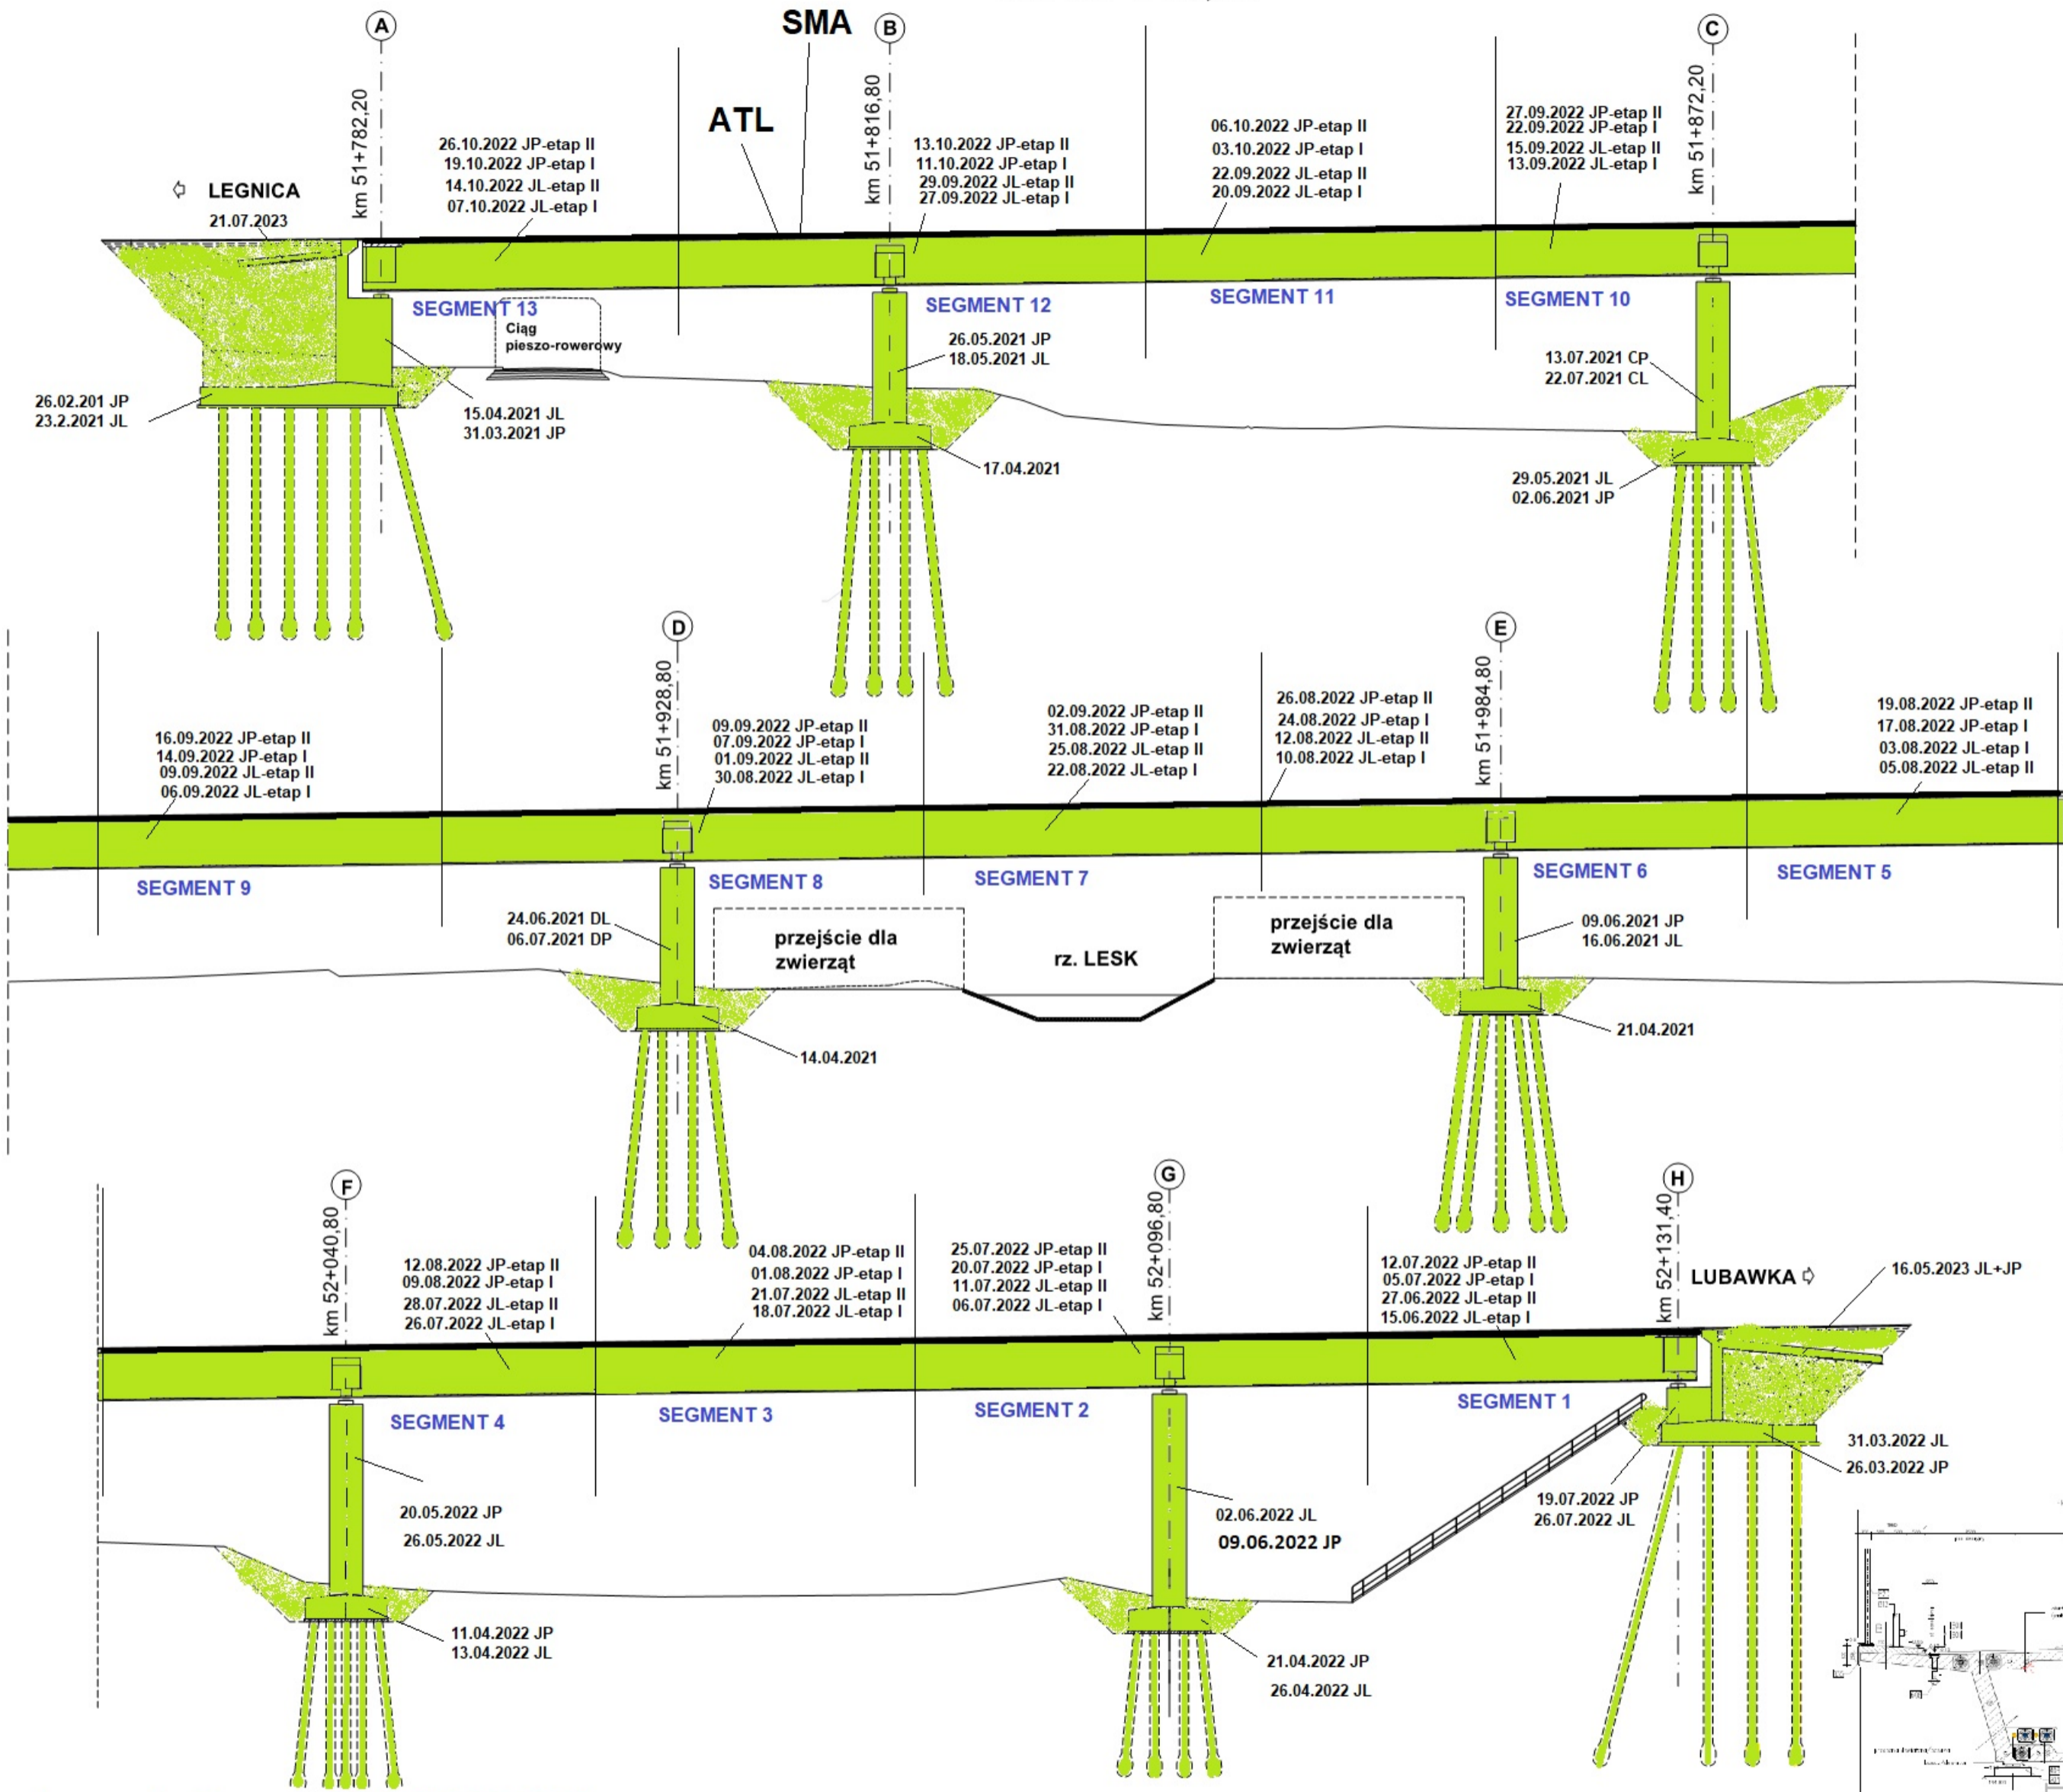 A
SMA
B
C
km 51+782,20
ATL
km 51+816,80
km 51+872,20
26.10.2022 JP-etap II
19.10.2022 JP-etap I
14.10.2022 JL-etap II
07.10.2022 JL-etap I
13.10.2022 JP-etap II
11.10.2022 JP-etap I
29.09.2022 JL-etap II
27.09.2022 JL-etap I
06.10.2022 JP-etap II
03.10.2022 JP-etap I
22.09.2022 JL-etap II
20.09.2022 JL-etap I
27.09.2022 JP-etap II
22.09.2022 JP-etap I
15.09.2022 JL-etap II
13.09.2022 JL-etap I
LEGNICA
21.07.2023
SEGMENT 13
SEGMENT 12
SEGMENT 11
SEGMENT 10
Ciąg
pieszo-rowerowy
26.05.2021 JP
18.05.2021 JL
13.07.2021 CP
22.07.2021 CL
26.02.201 JP
23.2.2021 JL
15.04.2021 JL
31.03.2021 JP
17.04.2021
29.05.2021 JL
02.06.2021 JP
D
E
km 51+928,80
km 51+984,80
16.09.2022 JP-etap II
14.09.2022 JP-etap I
09.09.2022 JL-etap II
06.09.2022 JL-etap I
09.09.2022 JP-etap II
07.09.2022 JP-etap I
01.09.2022 JL-etap II
30.08.2022 JL-etap I
02.09.2022 JP-etap II
31.08.2022 JP-etap I
25.08.2022 JL-etap II
22.08.2022 JL-etap I
26.08.2022 JP-etap II
24.08.2022 JP-etap I
12.08.2022 JL-etap II
10.08.2022 JL-etap I
19.08.2022 JP-etap II
17.08.2022 JP-etap I
03.08.2022 JL-etap I
05.08.2022 JL-etap II
SEGMENT 9
SEGMENT 8
SEGMENT 7
SEGMENT 6
SEGMENT 5
24.06.2021 DL
06.07.2021 DP
przejście dla
zwierząt
rz. LESK
przejście dla
zwierząt
09.06.2021 JP
16.06.2021 JL
14.04.2021
21.04.2021
F
G
H
km 52+040,80
km 52+096,80
km 52+131,40
12.08.2022 JP-etap II
09.08.2022 JP-etap I
28.07.2022 JL-etap II
26.07.2022 JL-etap I
04.08.2022 JP-etap II
01.08.2022 JP-etap I
21.07.2022 JL-etap II
18.07.2022 JL-etap I
25.07.2022 JP-etap II
20.07.2022 JP-etap I
11.07.2022 JL-etap II
06.07.2022 JL-etap I
12.07.2022 JP-etap II
05.07.2022 JP-etap I
27.06.2022 JL-etap II
15.06.2022 JL-etap I
LUBAWKA
16.05.2023 JL+JP
SEGMENT 4
SEGMENT 3
SEGMENT 2
SEGMENT 1
31.03.2022 JL
26.03.2022 JP
20.05.2022 JP
26.05.2022 JL
02.06.2022 JL
09.06.2022 JP
19.07.2022 JP
26.07.2022 JL
11.04.2022 JP
13.04.2022 JL
21.04.2022 JP
26.04.2022 JL